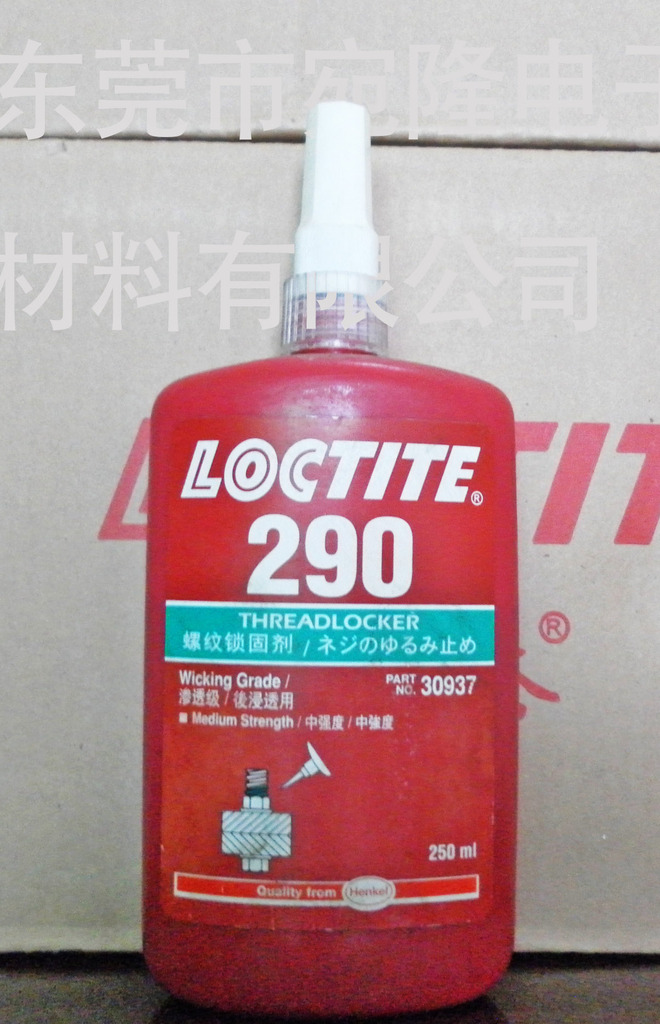 东莞市宛隆电子
材料有限公司
LOCTITE®
290
THREADLOCKER
螺纹锁固剂 / ネジのゆるみ止め
Wicking Grade /
渗透级 / 後浸透用
PART NO. 30937
■ Medium Strength / 中强度 / 中強度
250 ml
Quality from Henkel
®